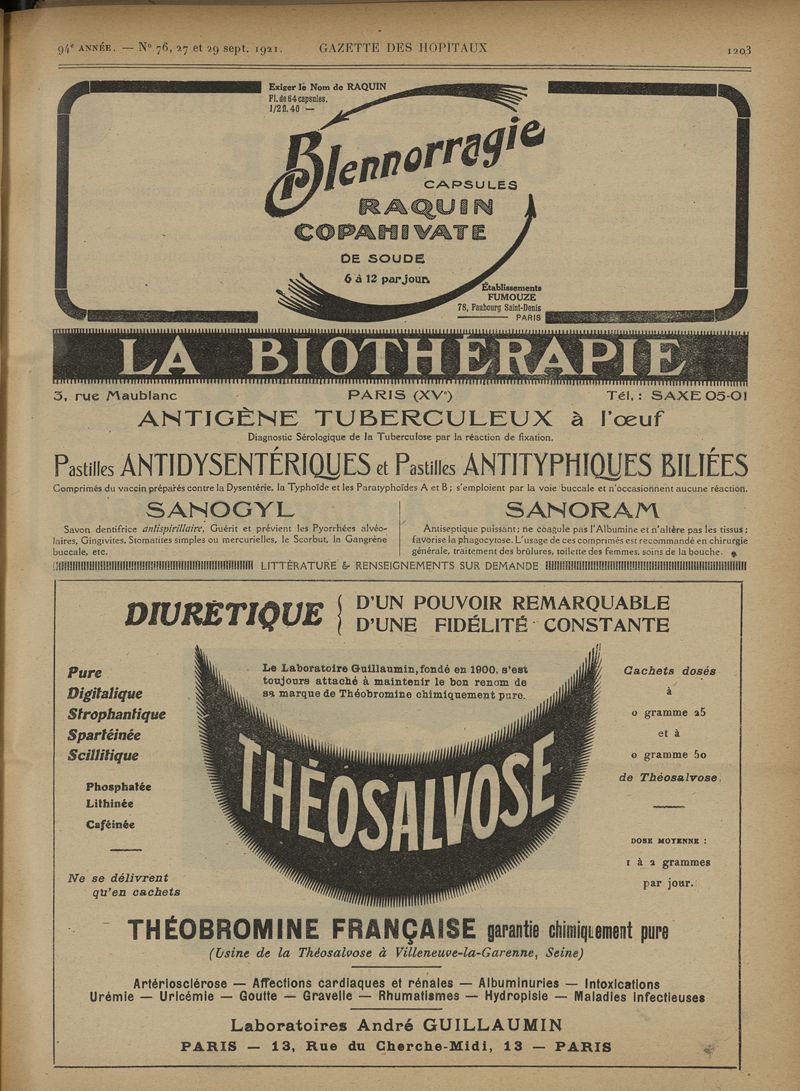 94e ANNÉE. — No 76, 27 et 29 sept. 1921. GAZETTE DES HOPITAUX 1203
Exiger le Nom de RAQUIN
Fl. de 64 capsules.
1/2 fl. 40 —
Blennorragie
CAPSULES
RAQUIN
COPAHIVATE
DE SOUDE
6 à 12 par jour.
Établissements
FUMOUZE
78, Faubourg Saint-Denis
PARIS
LA BIOTHÉRAPIE
3, rue Maublanc PARIS (XVe) Tél. : SAXE 05-01
ANTIGÈNE TUBERCULEUX à l'œuf
Diagnostic Sérologique de la Tuberculose par la réaction de fixation.
Pastilles ANTIDYSENTÉRIQUES et Pastilles ANTITYPHIQUES BILIÉES
Comprimés du vaccin préparés contre la Dysentérie, la Typhoïde et les Paratyphoïdes A et B ; s'emploient par la voie buccale et n'occasionnent aucune réaction.
SANOGYL
Savon dentifrice antispirillaire, Guérit et prévient les Pyorrhées alvéo-
laires, Gingivites, Stomatites simples ou mercurielles, le Scorbut, la Gangrène
buccale, etc.
SANORAM
Antiseptique puissant; ne coagule pas l'Albumine et n'altère pas les tissus ;
favorise la phagocytose. L'usage de ces comprimés est recommandé en chirurgie
générale, traitement des brûlures, toilette des femmes, soins de la bouche.
LITTÉRATURE & RENSEIGNEMENTS SUR DEMANDE
DIURÉTIQUE { D'UN POUVOIR REMARQUABLE
D'UNE FIDÉLITÉ CONSTANTE
Le Laboratoire Guillaumin, fondé en 1900, s'est
toujours attaché à maintenir le bon renom de
sa marque de Théobromine chimiquement pure.
Pure
Digitalique
Strophantique
Spartéinée
Scillitique
Phosphatée
Lithinée
Caféinée
Ne se délivrent
qu'en cachets
THÉOSALVOSE
Cachets dosés
à
0 gramme 25
et à
0 gramme 50
de Théosalvose.
DOSE MOYENNE :
1 à 2 grammes
par jour.
THÉOBROMINE FRANÇAISE garantie chimiquement pure
(Usine de la Théosalvose à Villeneuve-la-Garenne, Seine)
Artériosclérose — Affections cardiaques et rénales — Albuminuries — Intoxications
Urémie — Uricémie — Goutte — Gravelle — Rhumatismes — Hydropisie — Maladies infectieuses
Laboratoires André GUILLAUMIN
PARIS — 13, Rue du Cherche-Midi, 13 — PARIS